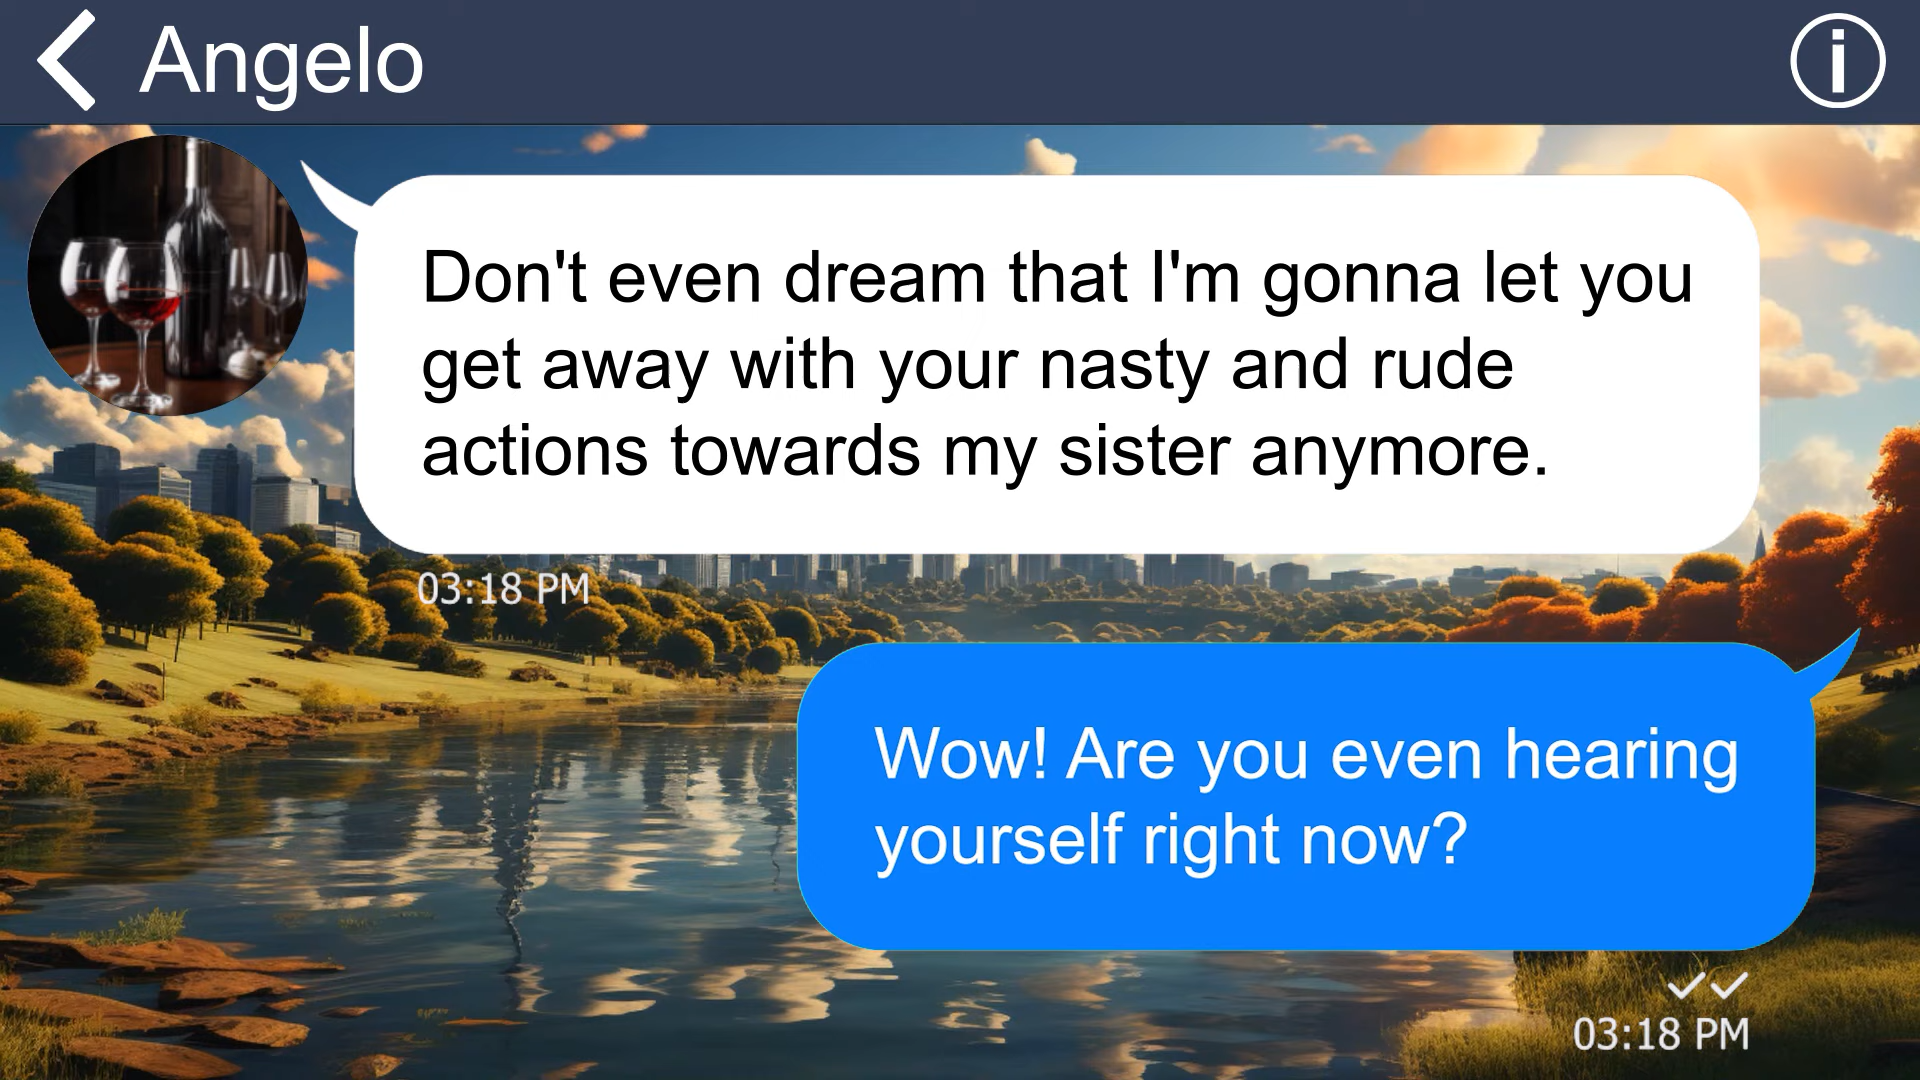 Angelo
Don't even dream that I'm gonna let you
get away with your nasty and rude
actions towards my sister anymore.
03:18 PM
Wow! Are you even hearing
yourself right now?
03:18 PM